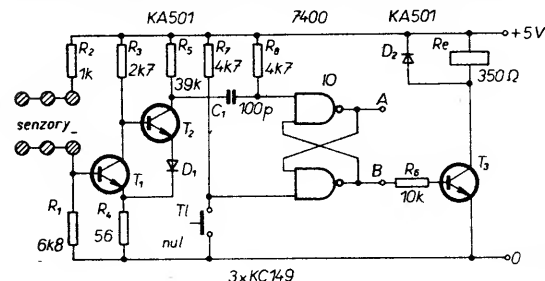 KA501 7400 KA501
R2 R3 R5 R7 R8 D2 Re +5V
1k 2k7 39k 4k7 4k7 350Ω
C1 100p IO A
senzory
T2
T1 D1 B R6 T3
10k
R1 R4 Tl
6k8 56 nul 0
3xKC149